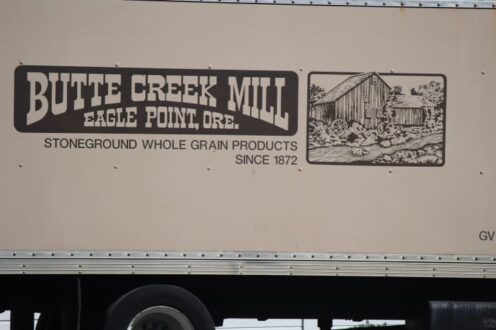 BUTTE CREEK MILL
EAGLE POINT, ORE.
STONEGROUND WHOLE GRAIN PRODUCTS
SINCE 1872
GV